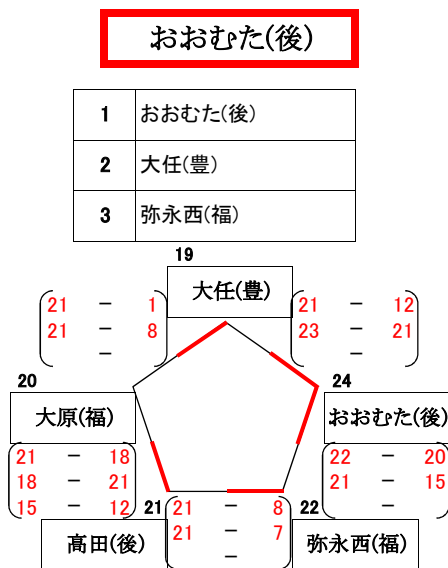 おおむた(後)
1 おおむた(後)
2 大任(豊)
3 弥永西(福)
19
大任(豊)
21 － 1
21 － 8
－
21 － 12
23 － 21
－
20
大原(福)
24
おおむた(後)
21 － 18
18 － 21
15 － 12
22 － 20
21 － 15
－
21
高田(後)
21 － 8
21 － 7
－
22
弥永西(福)